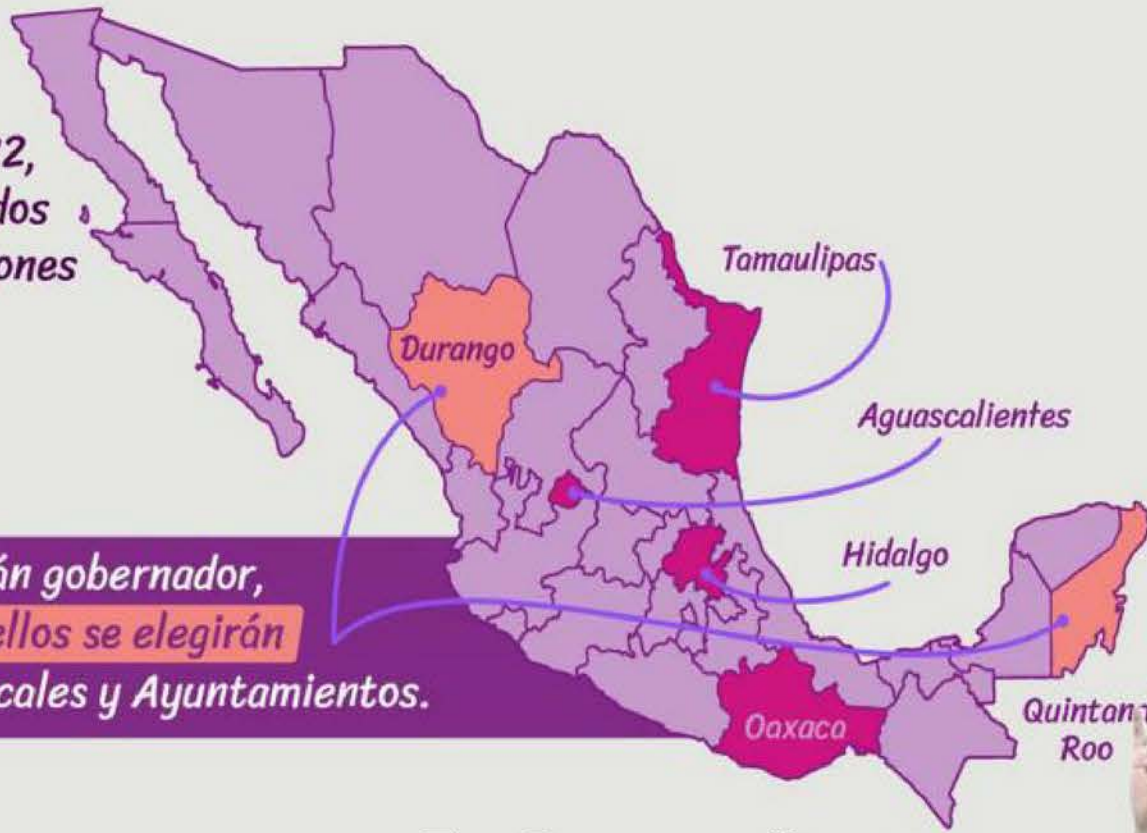 2,
dos
ones
Tamaulipas
Durango
Aguascalientes
Hidalgo
án gobernador,
ellos se elegirán
cales y Ayuntamientos.
Oaxaca
Quintan
Roo